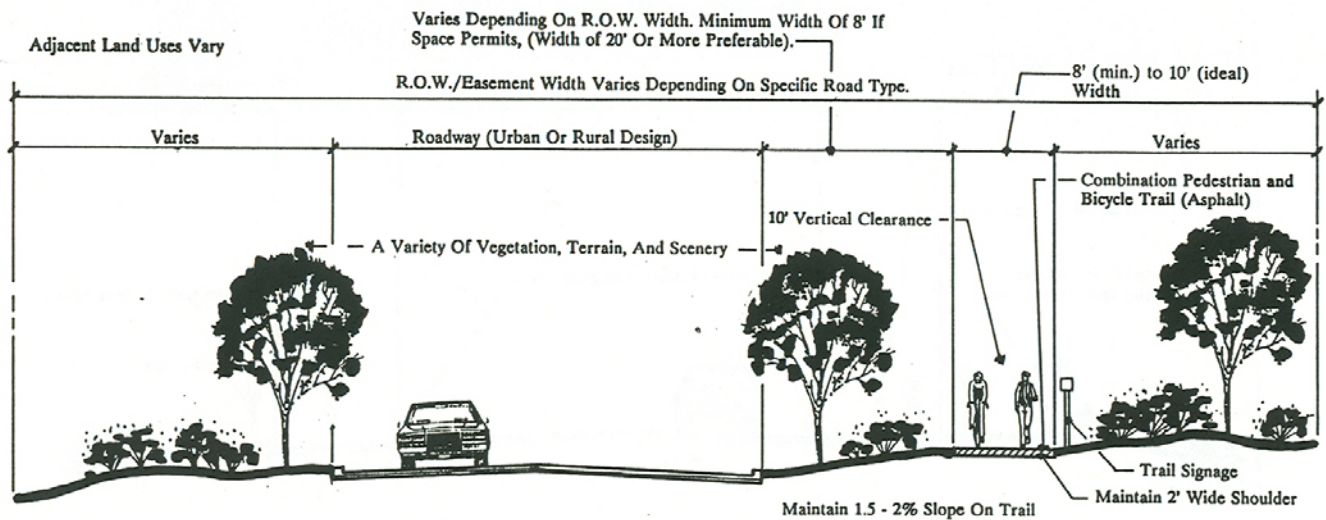 Varies Depending On R.O.W. Width. Minimum Width Of 8' If
Space Permits, (Width of 20' Or More Preferable).
Adjacent Land Uses Vary
R.O.W./Easement Width Varies Depending On Specific Road Type.
8' (min.) to 10' (ideal)
Width
Varies
Roadway (Urban Or Rural Design)
Varies
Combination Pedestrian and
Bicycle Trail (Asphalt)
10' Vertical Clearance
A Variety Of Vegetation, Terrain, And Scenery
Trail Signage
Maintain 2' Wide Shoulder
Maintain 1.5 - 2% Slope On Trail